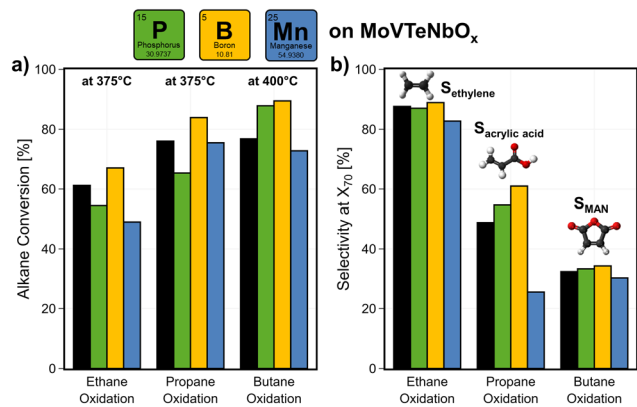 15
P
Phosphorus
30.9737
5
B
Boron
10.81
25
Mn
Manganese
54.9380
on MoVTeNbOx
a)
at 375°C
at 375°C
at 400°C
Alkane Conversion [%]
100
80
60
40
20
0
Ethane
Oxidation
Propane
Oxidation
Butane
Oxidation
b)
Sethylene
Sacrylic acid
SMAN
Selectivity at X70 [%]
100
80
60
40
20
0
Ethane
Oxidation
Propane
Oxidation
Butane
Oxidation